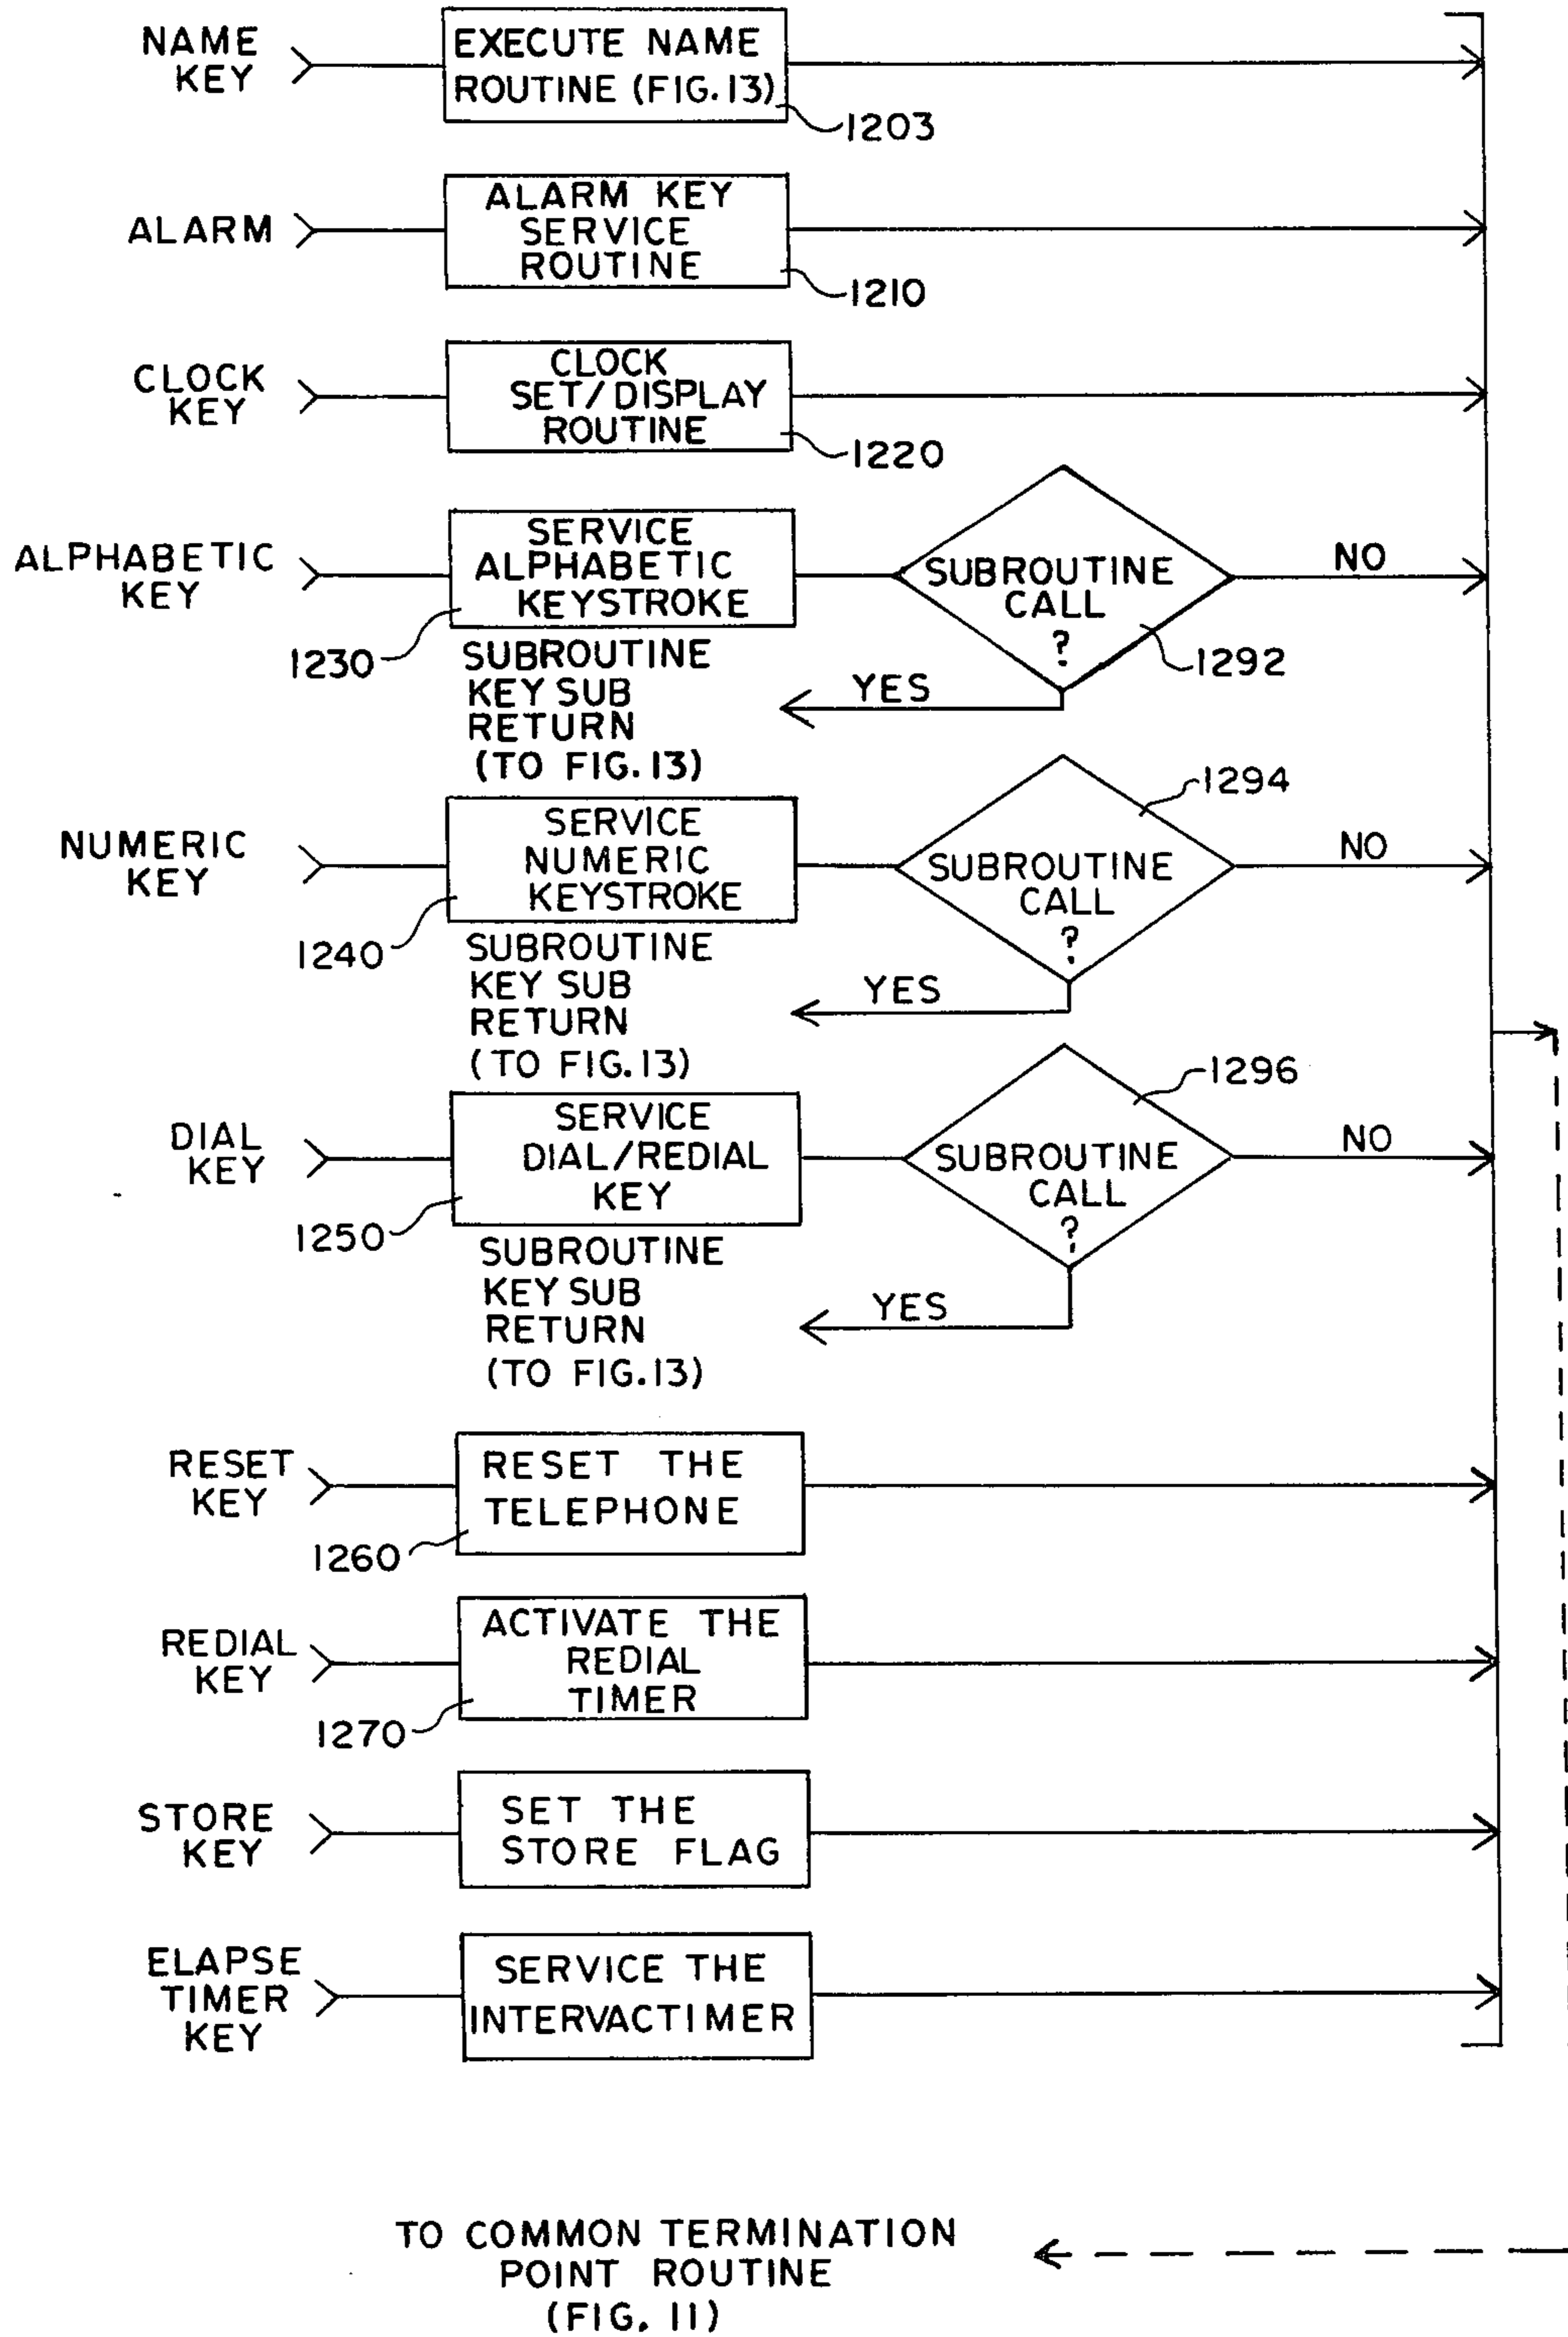 NAME
KEY
EXECUTE NAME
ROUTINE (FIG.13)
1203
ALARM
ALARM KEY
SERVICE
ROUTINE
1210
CLOCK
KEY
CLOCK
SET/DISPLAY
ROUTINE
1220
ALPHABETIC
KEY
SERVICE
ALPHABETIC
KEYSTROKE
1230
SUBROUTINE
CALL
?
1292
NO
YES
SUBROUTINE
KEY SUB
RETURN
(TO FIG.13)
NUMERIC
KEY
SERVICE
NUMERIC
KEYSTROKE
1240
SUBROUTINE
CALL
?
1294
NO
YES
SUBROUTINE
KEY SUB
RETURN
(TO FIG.13)
DIAL
KEY
SERVICE
DIAL/REDIAL
KEY
1250
SUBROUTINE
CALL
?
1296
NO
YES
SUBROUTINE
KEY SUB
RETURN
(TO FIG.13)
RESET
KEY
RESET THE
TELEPHONE
1260
REDIAL
KEY
ACTIVATE THE
REDIAL
TIMER
1270
STORE
KEY
SET THE
STORE FLAG
ELAPSE
TIMER
KEY
SERVICE THE
INTERVACTIMER
TO COMMON TERMINATION
POINT ROUTINE
(FIG. 11)